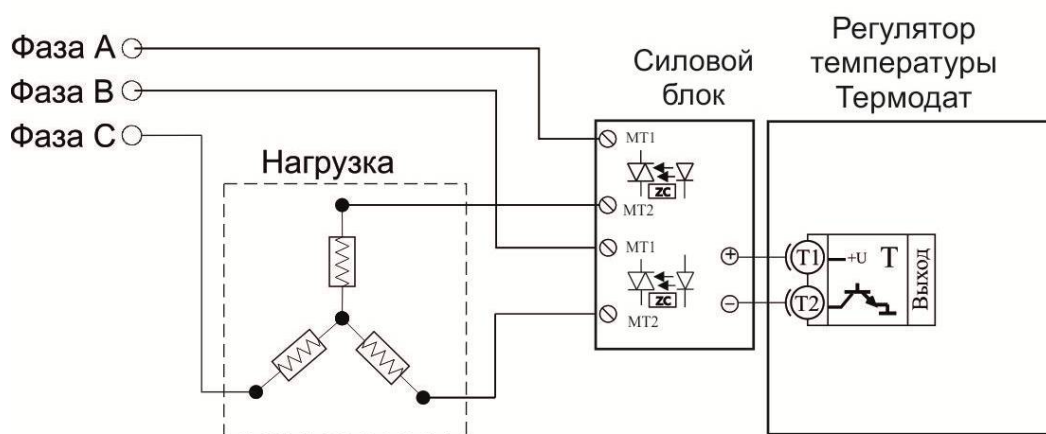 Фаза А
Фаза В
Фаза С
Нагрузка
Силовой
блок
Регулятор
температуры
Термодат
MT1
ZC
MT2
MT1
ZC
MT2
+
−
T1
+U
T
T2
Выход